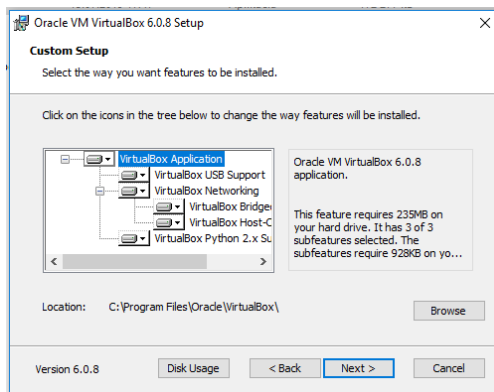 Oracle VM VirtualBox 6.0.8 Setup
Custom Setup
Select the way you want features to be installed.
Click on the icons in the tree below to change the way features will be installed.
VirtualBox Application
VirtualBox USB Support
VirtualBox Networking
VirtualBox Bridge
VirtualBox Host-C
VirtualBox Python 2.x Su
Oracle VM VirtualBox 6.0.8
application.
This feature requires 235MB on
your hard drive. It has 3 of 3
subfeatures selected. The
subfeatures require 928KB on yo...
Location: C:\Program Files\Oracle\VirtualBox\
Browse
Version 6.0.8
Disk Usage
< Back
Next >
Cancel